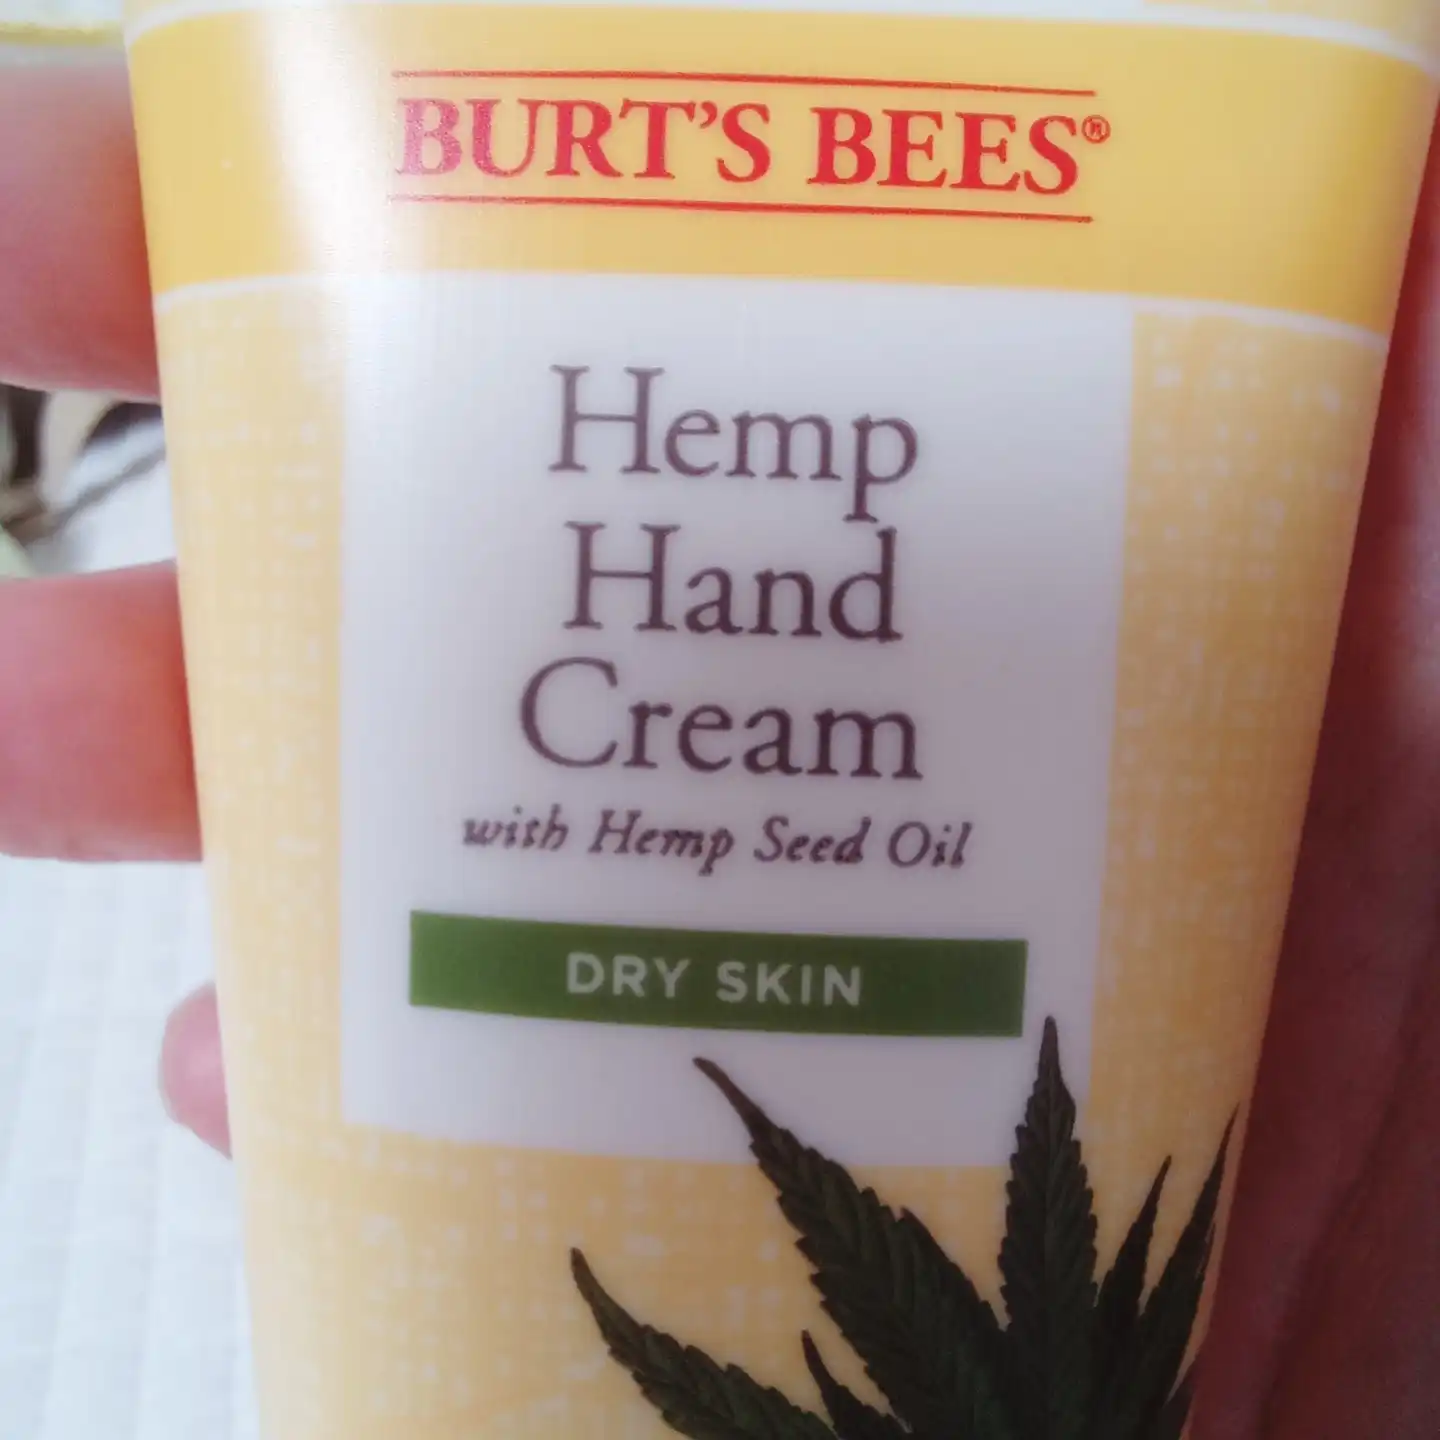 BURT'S BEES®
Hemp
Hand
Cream
with Hemp Seed Oil
DRY SKIN